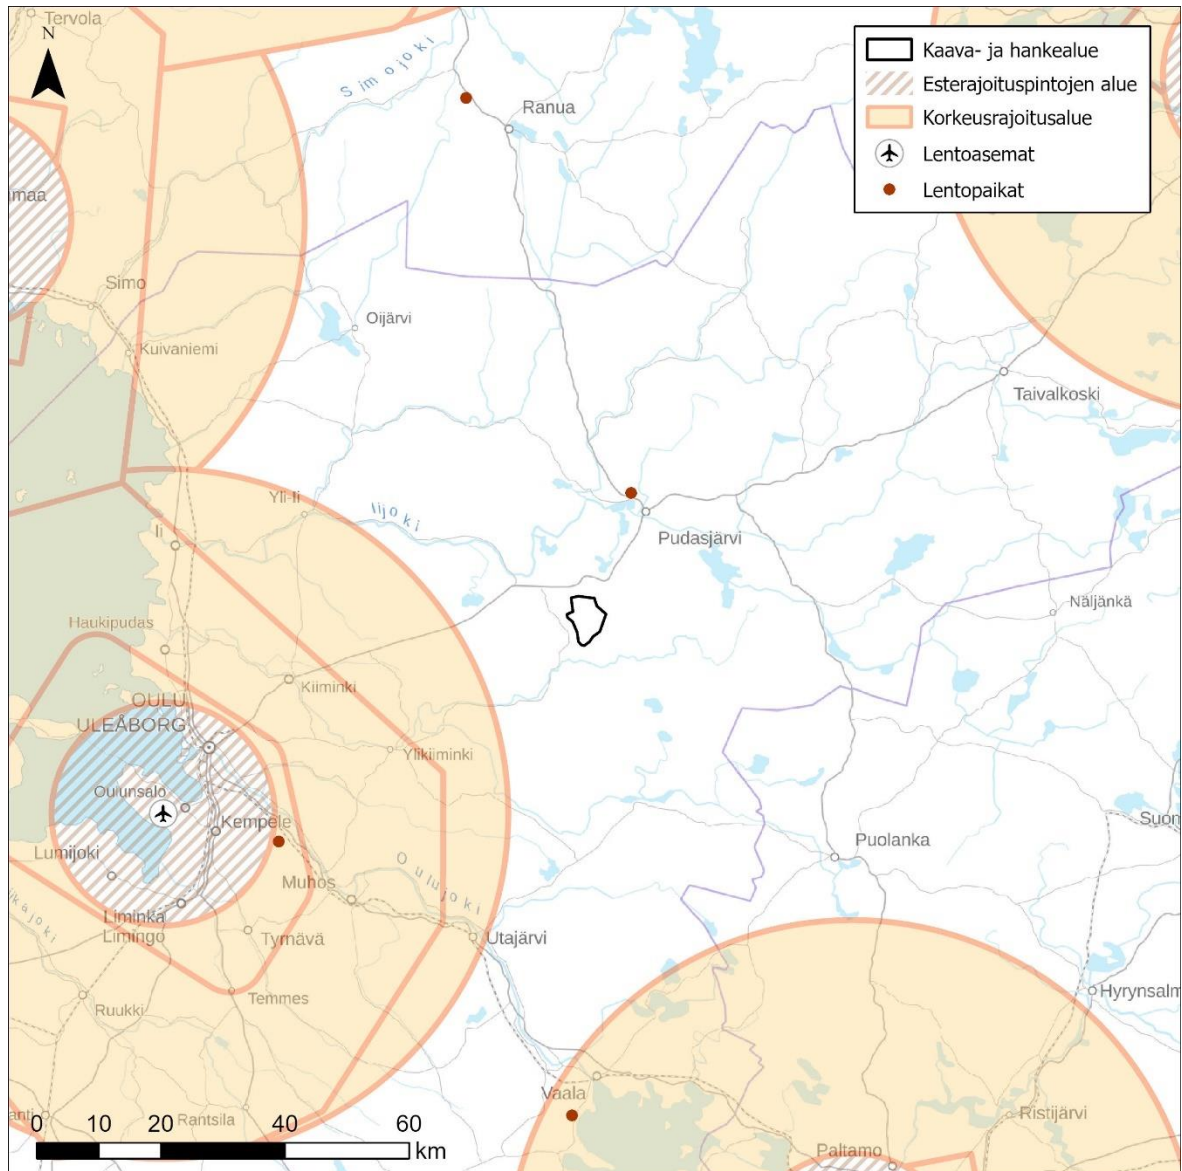 Tervola
N
Simojoki
Ranua
Kaava- ja hankealue
Esterajoituspintojen alue
Korkeusrajoitusalue
Lentoasemat
Lentopaikat
maa
Simo
Oijärvi
Kuivaniemi
Taivalkoski
Yli-Ii
Iijoki
Ii
Pudasjärvi
Näljänkä
Haukipudas
Kiiminki
OULU
ULEÅBORG
Ylikiiminki
Oulunsalo
Kempele
Suom
Puolanka
Lumijoki
Muhos
Oulujoki
Liminka
Limingo
Tyrnävä
Utajärvi
Temmes
Ruukki
Hyrynsalm
Vaala
Rantsila
Ristijärvi
Paltamo
0 10 20 40 60
km